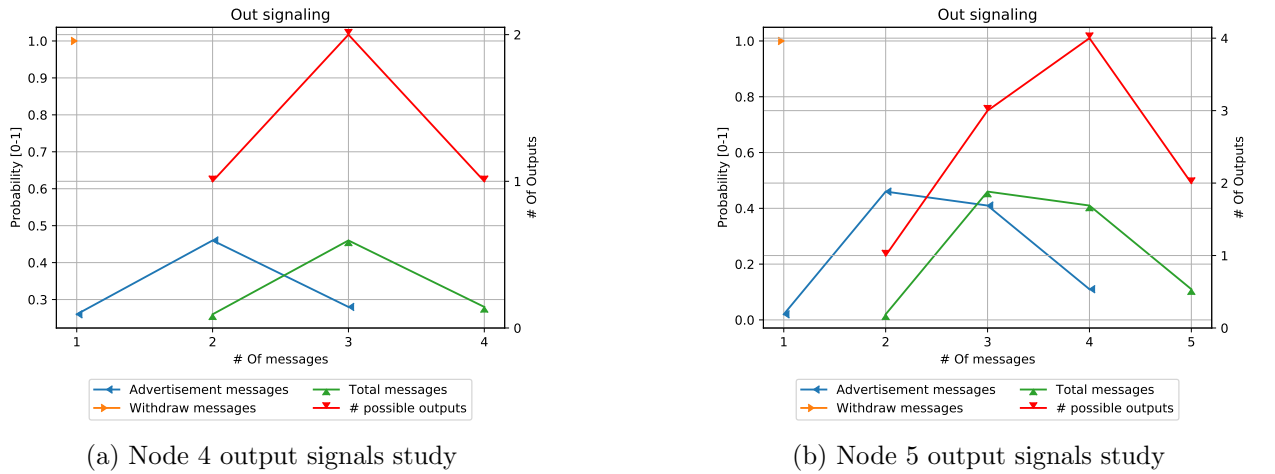 Out signaling
1.0
0.9
0.8
0.7
0.6
0.5
0.4
0.3
Probability [0-1]
2
1
0
# Of Outputs
1 2 3 4
# Of messages
Advertisement messages
Withdraw messages
Total messages
# possible outputs
(a) Node 4 output signals study
Out signaling
1.0
0.8
0.6
0.4
0.2
0.0
Probability [0-1]
4
3
2
1
0
# Of Outputs
1 2 3 4 5
# Of messages
Advertisement messages
Withdraw messages
Total messages
# possible outputs
(b) Node 5 output signals study